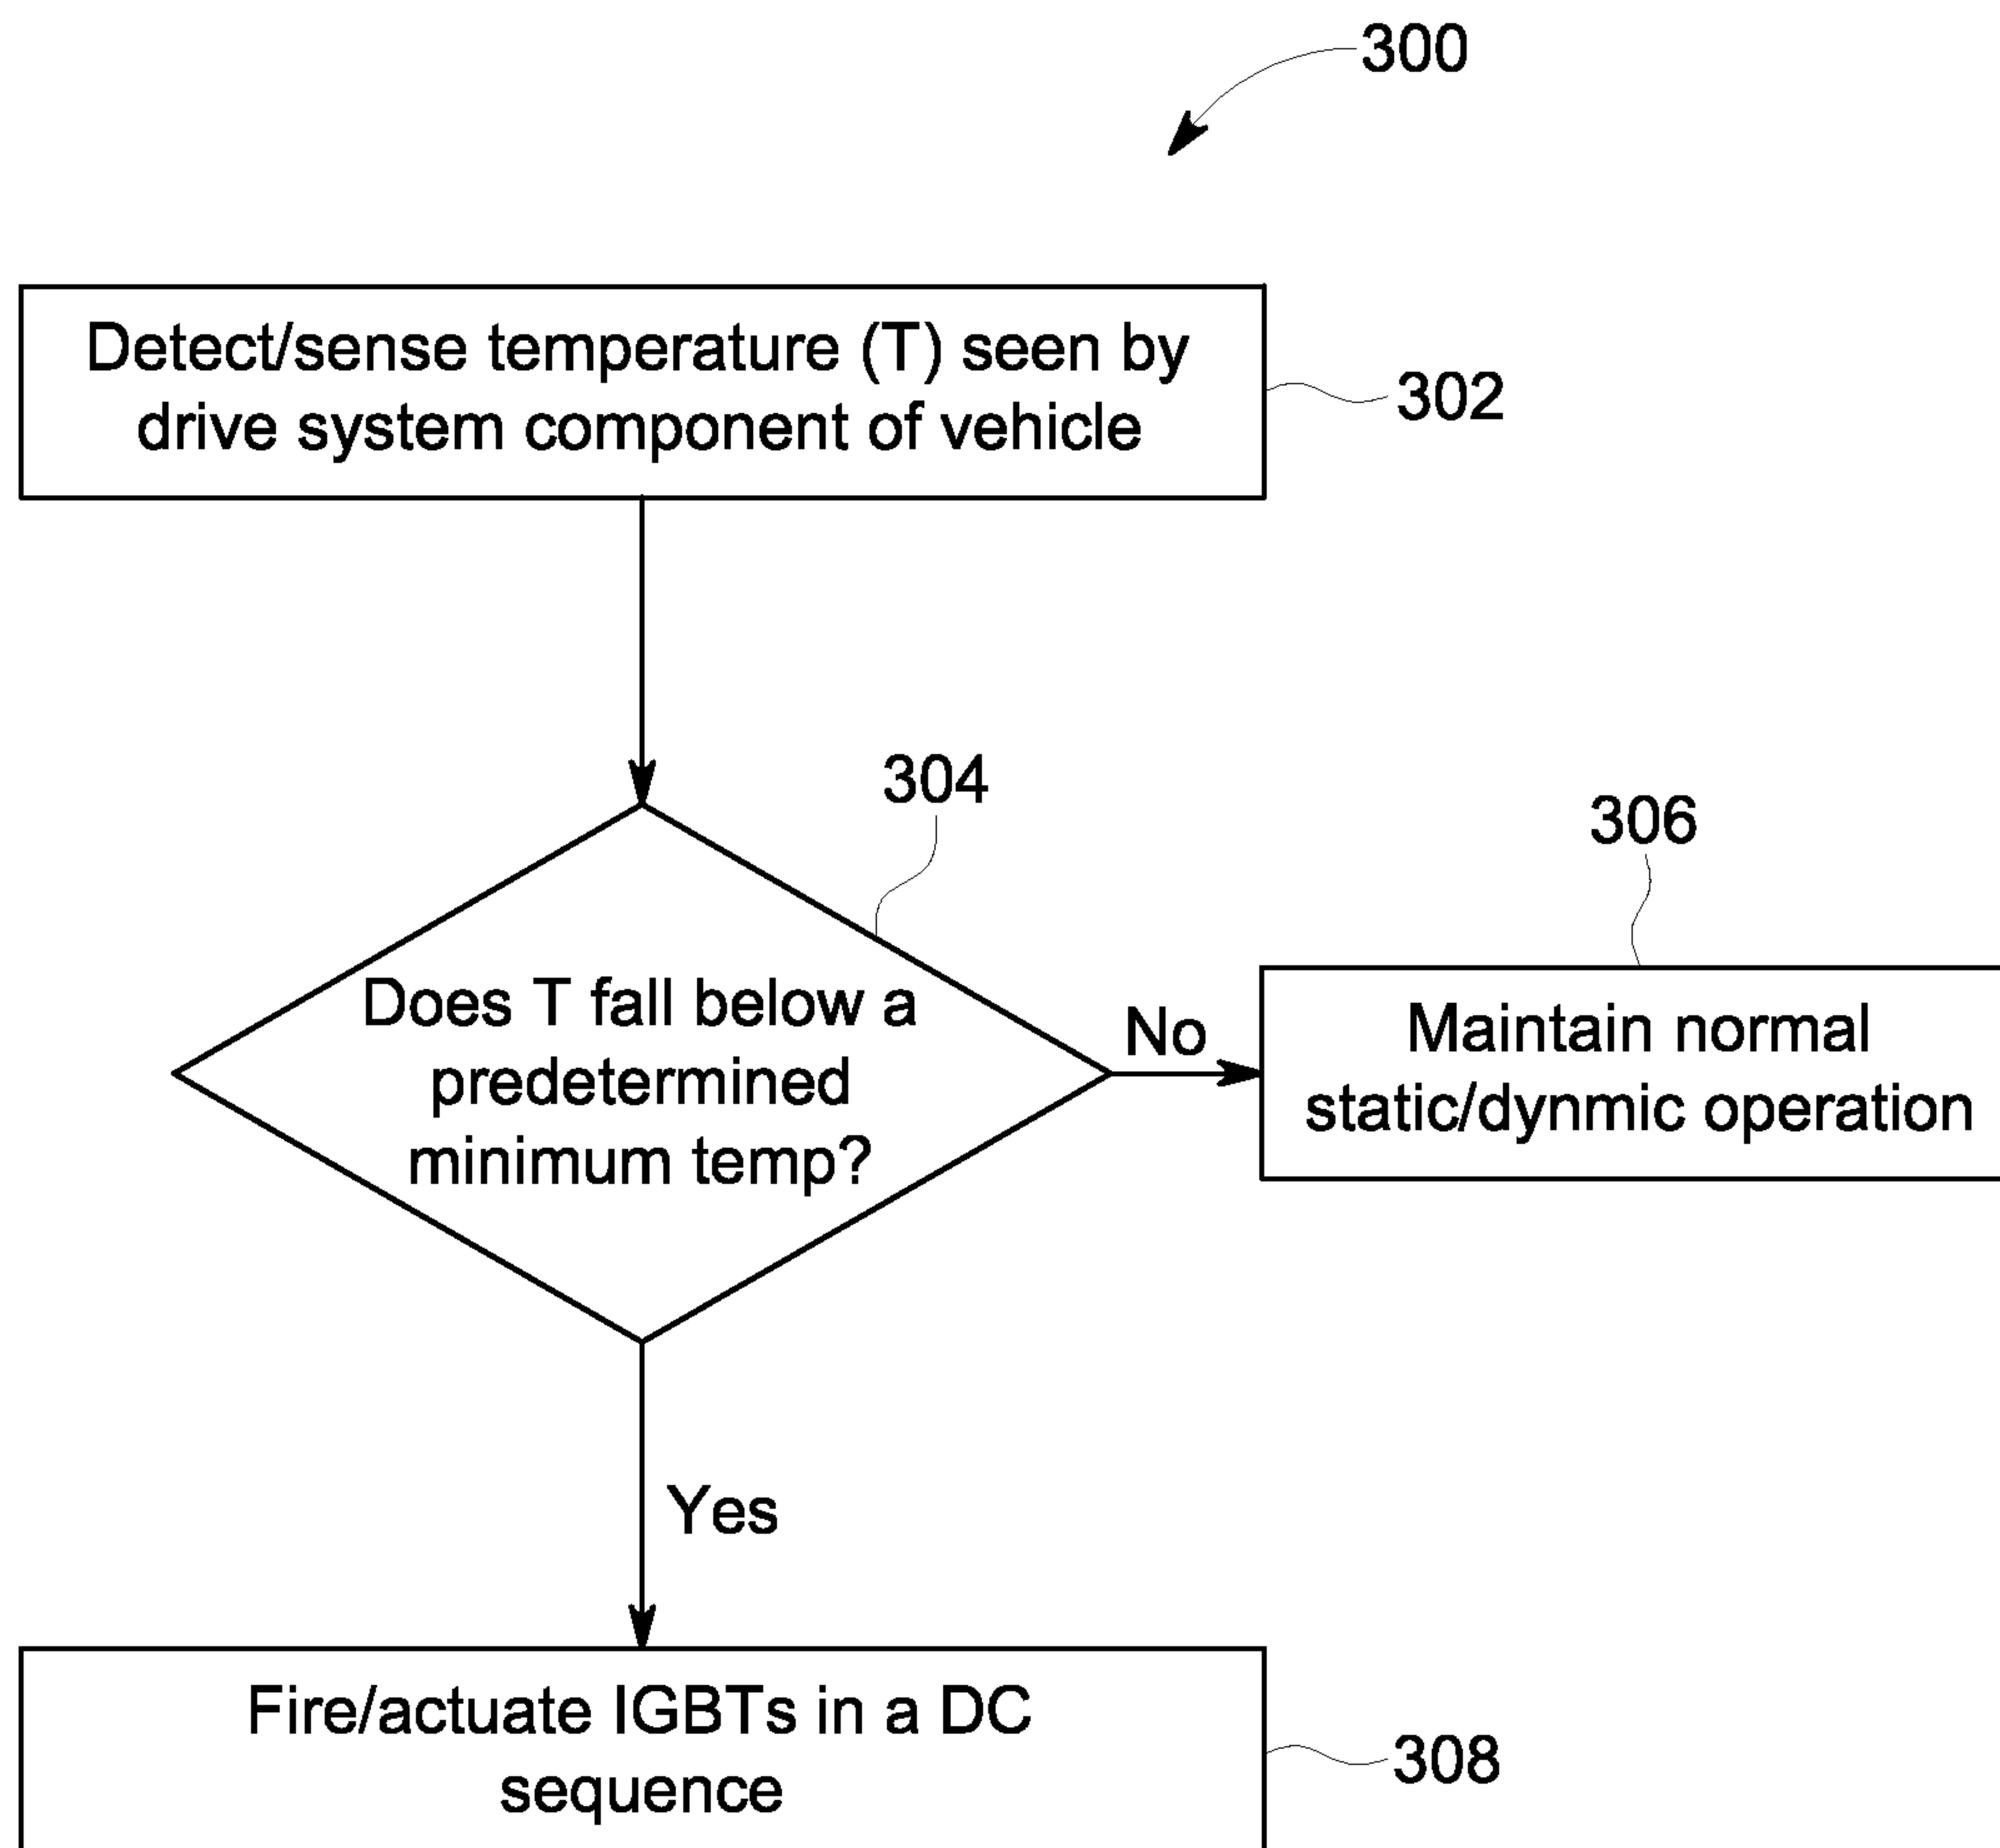 300
Detect/sense temperature (T) seen by
drive system component of vehicle
302
304
Does T fall below a
predetermined
minimum temp?
No
306
Maintain normal
static/dynmic operation
Yes
Fire/actuate IGBTs in a DC
sequence
308